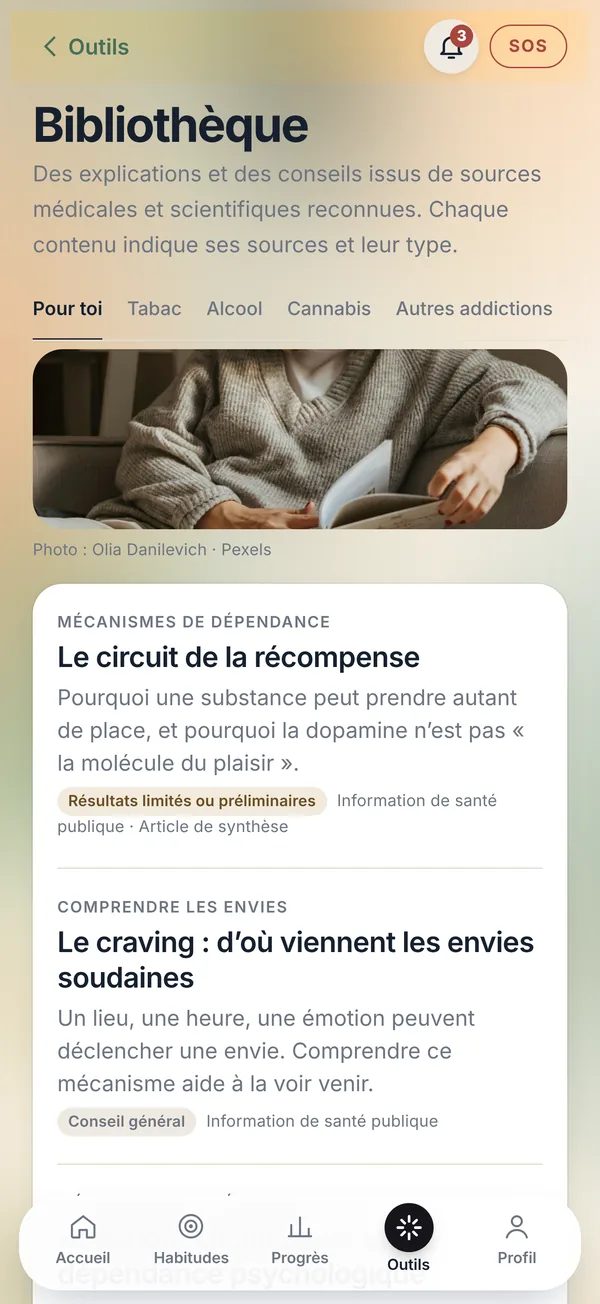 Outils
3
SOS
Bibliothèque
Des explications et des conseils issus de sources
médicales et scientifiques reconnues. Chaque
contenu indique ses sources et leur type.
Pour toi Tabac Alcool Cannabis Autres addictions
Photo : Olia Danilevich · Pexels
MÉCANISMES DE DÉPENDANCE
Le circuit de la récompense
Pourquoi une substance peut prendre autant
de place, et pourquoi la dopamine n’est pas «
la molécule du plaisir ».
Résultats limités ou préliminaires Information de santé
publique · Article de synthèse
COMPRENDRE LES ENVIES
Le craving : d’où viennent les envies
soudaines
Un lieu, une heure, une émotion peuvent
déclencher une envie. Comprendre ce
mécanisme aide à la voir venir.
Conseil général Information de santé publique
Accueil Habitudes Progrès Outils Profil
dépendance psychologique